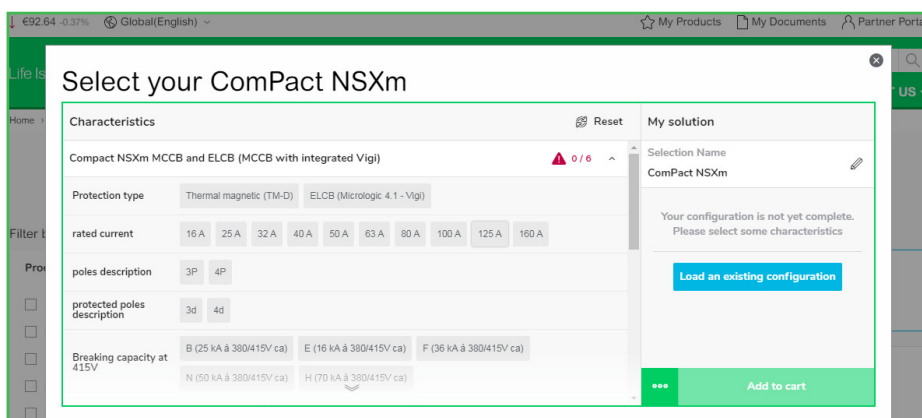 €92.64 -0.37% Global(English) My Products My Documents Partner Porta
Life Is
US
Home
Select your ComPact NSXm
Characteristics Reset My solution
Compact NSXm MCCB and ELCB (MCCB with integrated Vigi) 0 / 6
Selection Name
ComPact NSXm
Protection type Thermal magnetic (TM-D) ELCB (Micrologic 4.1 - Vigi)
Your configuration is not yet complete.
Please select some characteristics
Filter b
rated current 16 A 25 A 32 A 40 A 50 A 63 A 80 A 100 A 125 A 160 A
Proc
poles description 3P 4P
Load an existing configuration
protected poles
description
3d 4d
Breaking capacity at
415V
B (25 kA á 380/415V ca) E (16 kA á 380/415V ca) F (36 kA á 380/415V ca)
N (50 kA á 380/415V ca) H (70 kA á 380/415V ca)
Add to cart